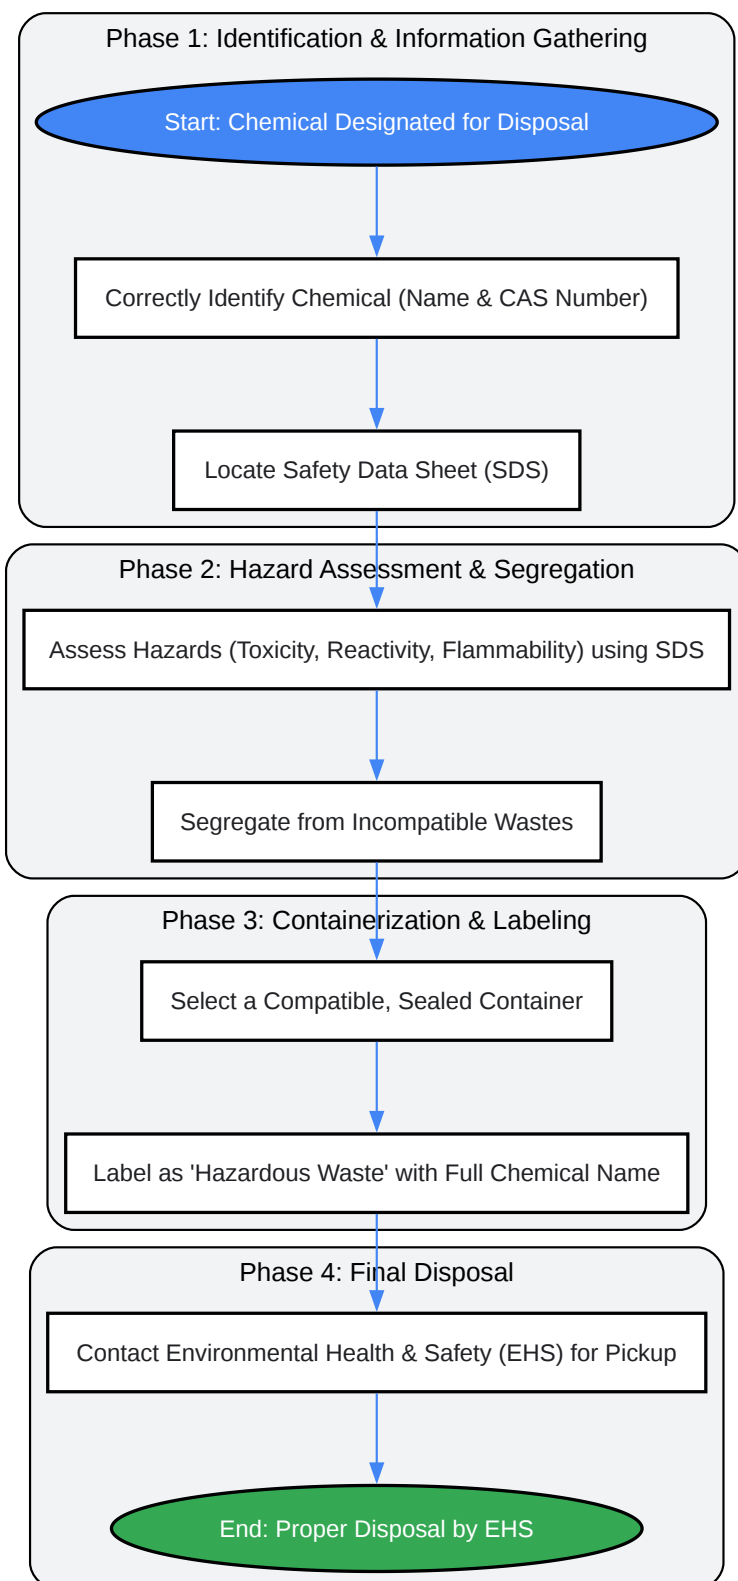 Phase 1: Identification & Information Gathering
Start: Chemical Designated for Disposal
Correctly Identify Chemical (Name & CAS Number)
Locate Safety Data Sheet (SDS)
Phase 2: Hazard Assessment & Segregation
Assess Hazards (Toxicity, Reactivity, Flammability) using SDS
Segregate from Incompatible Wastes
Phase 3: Containerization & Labeling
Select a Compatible, Sealed Container
Label as 'Hazardous Waste' with Full Chemical Name
Phase 4: Final Disposal
Contact Environmental Health & Safety (EHS) for Pickup
End: Proper Disposal by EHS